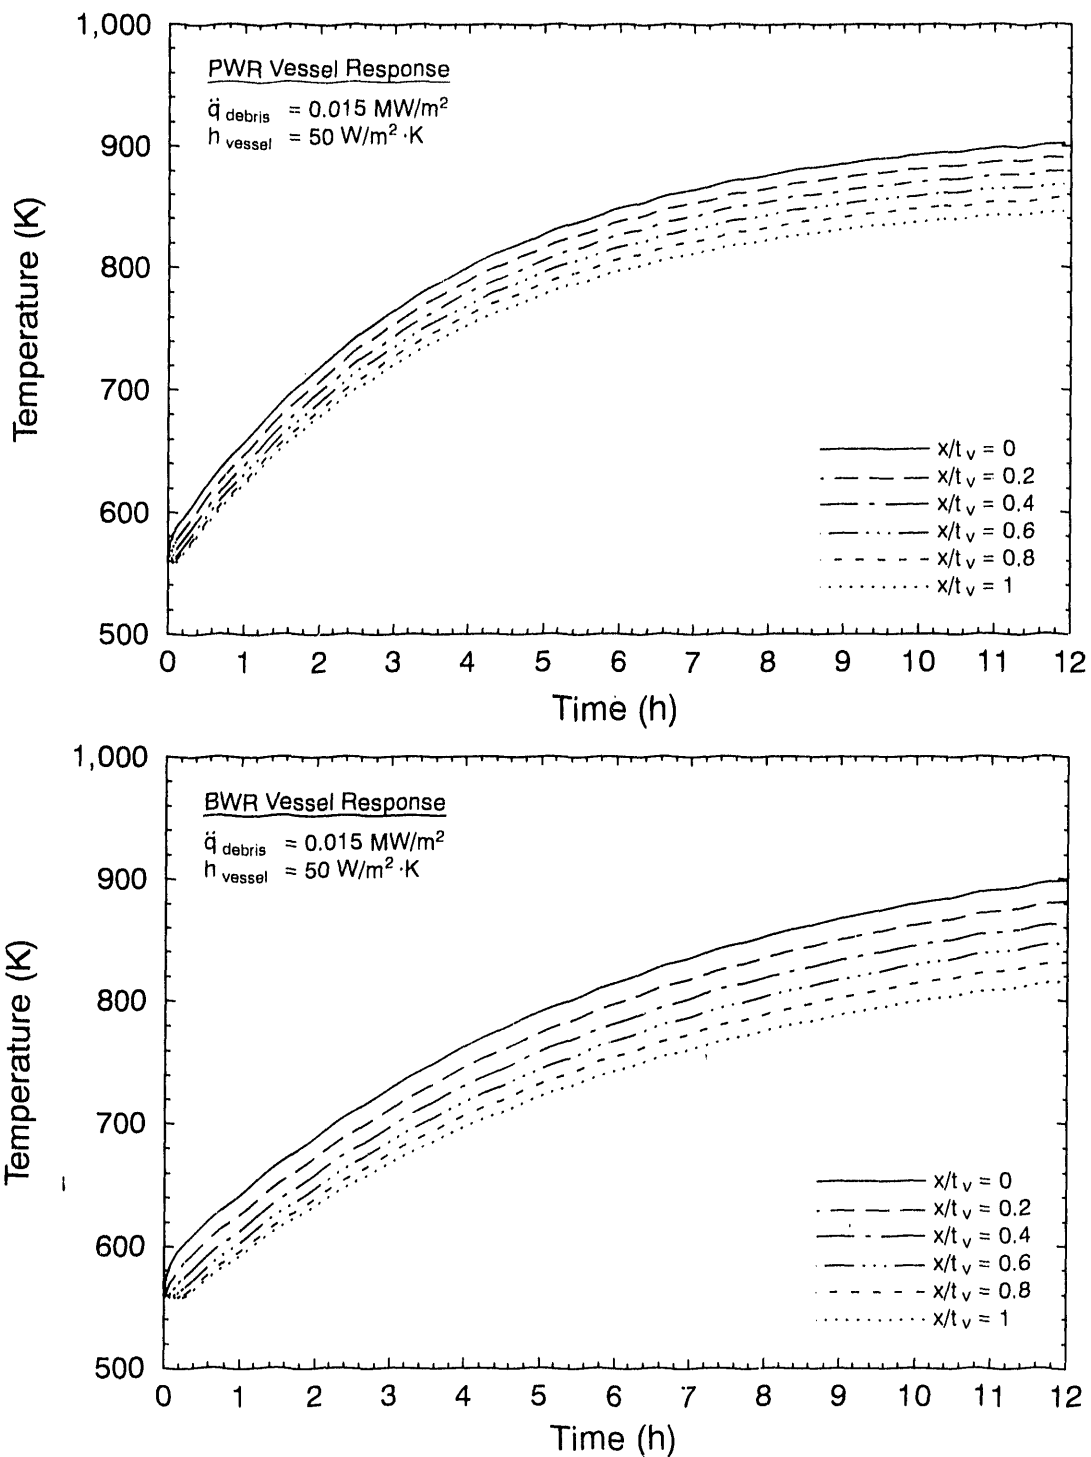 1,000
PWR Vessel Response
q̈ debris = 0.015 MW/m²
h vessel = 50 W/m²·K
900
800
700
600
500
Temperature (K)
x/t v = 0
x/t v = 0.2
x/t v = 0.4
x/t v = 0.6
x/t v = 0.8
x/t v = 1
0 1 2 3 4 5 6 7 8 9 10 11 12
Time (h)
1,000
BWR Vessel Response
q̈ debris = 0.015 MW/m²
h vessel = 50 W/m²·K
900
800
700
600
500
Temperature (K)
x/t v = 0
x/t v = 0.2
x/t v = 0.4
x/t v = 0.6
x/t v = 0.8
x/t v = 1
0 1 2 3 4 5 6 7 8 9 10 11 12
Time (h)